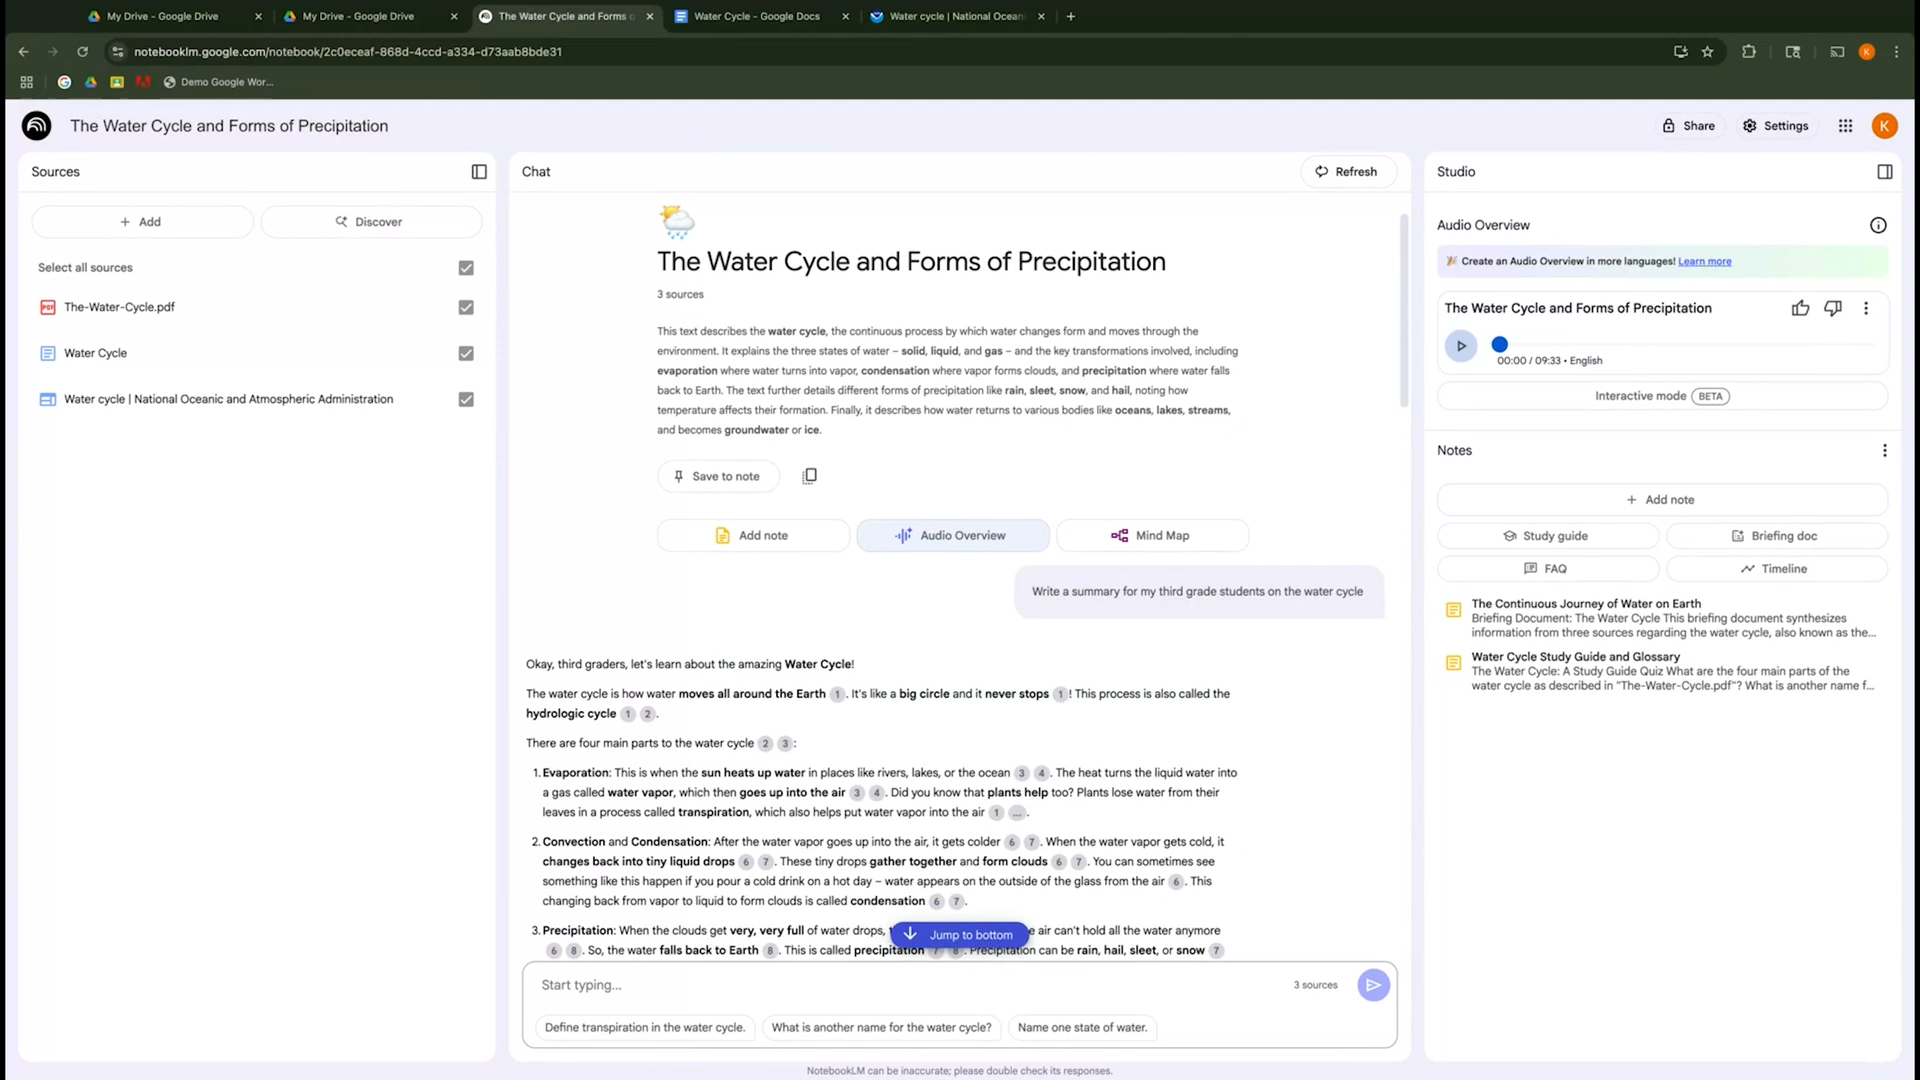 My Drive - Google Drive
My Drive - Google Drive
The Water Cycle and Forms o
Water Cycle - Google Docs
Water cycle | National Ocean
notebooklm.google.com/notebook/2c0eceaf-868d-4ccd-a334-d73aab8bde31
K
Demo Google Wor...
The Water Cycle and Forms of Precipitation
Share
Settings
K
Sources
Add
Discover
Select all sources
PDF
The-Water-Cycle.pdf
Water Cycle
Water cycle | National Oceanic and Atmospheric Administration
Chat
Refresh
The Water Cycle and Forms of Precipitation
3 sources
This text describes the water cycle, the continuous process by which water changes form and moves through the
environment. It explains the three states of water – solid, liquid, and gas – and the key transformations involved, including
evaporation where water turns into vapor, condensation where vapor forms clouds, and precipitation where water falls
back to Earth. The text further details different forms of precipitation like rain, sleet, snow, and hail, noting how
temperature affects their formation. Finally, it describes how water returns to various bodies like oceans, lakes, streams,
and becomes groundwater or ice.
Save to note
Add note
Audio Overview
Mind Map
Write a summary for my third grade students on the water cycle
Okay, third graders, let's learn about the amazing Water Cycle!
The water cycle is how water moves all around the Earth 1 . It's like a big circle and it never stops 1 ! This process is also called the
hydrologic cycle 1 2 .
There are four main parts to the water cycle 2 3 :
1. Evaporation: This is when the sun heats up water in places like rivers, lakes, or the ocean 3 4 . The heat turns the liquid water into
a gas called water vapor, which then goes up into the air 3 4 . Did you know that plants help too? Plants lose water from their
leaves in a process called transpiration, which also helps put water vapor into the air 1 ... .
2. Convection and Condensation: After the water vapor goes up into the air, it gets colder 6 7 . When the water vapor gets cold, it
changes back into tiny liquid drops 6 7 . These tiny drops gather together and form clouds 6 7 . You can sometimes see
something like this happen if you pour a cold drink on a hot day – water appears on the outside of the glass from the air 6 . This
changing back from vapor to liquid to form clouds is called condensation 6 7 .
3. Precipitation: When the clouds get very, very full of water drops, air can't hold all the water anymore
6 8 . So, the water falls back to Earth 8 . This is called precipitation 7 8 . Precipitation can be rain, hail, sleet, or snow 7
Jump to bottom
Start typing...
3 sources
Define transpiration in the water cycle.
What is another name for the water cycle?
Name one state of water.
NotebookLM can be inaccurate; please double check its responses.
Studio
Audio Overview
Create an Audio Overview in more languages! Learn more
The Water Cycle and Forms of Precipitation
00:00 / 09:33 • English
Interactive mode BETA
Notes
Add note
Study guide
Briefing doc
FAQ
Timeline
The Continuous Journey of Water on Earth
Briefing Document: The Water Cycle This briefing document synthesizes
information from three sources regarding the water cycle, also known as the...
Water Cycle Study Guide and Glossary
The Water Cycle: A Study Guide Quiz What are the four main parts of the
water cycle as described in "The-Water-Cycle.pdf"? What is another name f...